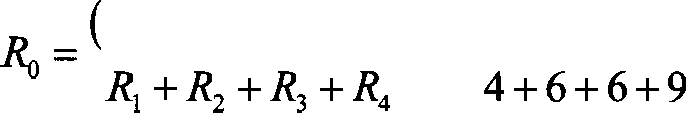 R₀ = (
R₁ + R₂ + R₃ + R₄ 4 + 6 + 6 + 9